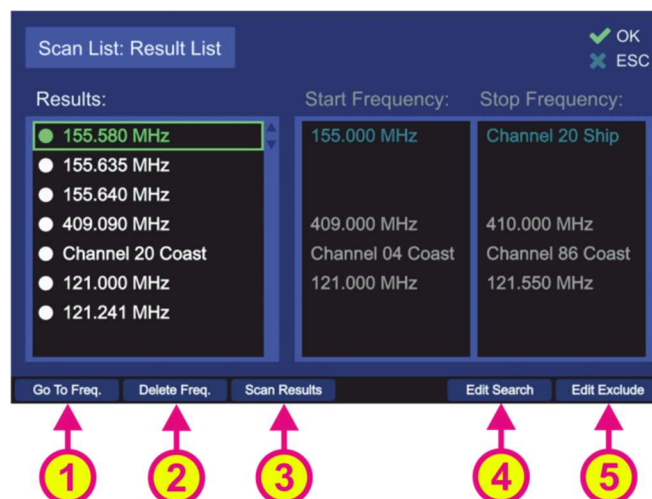 Scan List: Result List
OK
ESC
Results:
Start Frequency:
Stop Frequency:
155.580 MHz
155.000 MHz
Channel 20 Ship
155.635 MHz
155.640 MHz
409.090 MHz
409.000 MHz
410.000 MHz
Channel 20 Coast
Channel 04 Coast
Channel 86 Coast
121.000 MHz
121.000 MHz
121.550 MHz
121.241 MHz
Go To Freq.
Delete Freq.
Scan Results
Edit Search
Edit Exclude
1
2
3
4
5